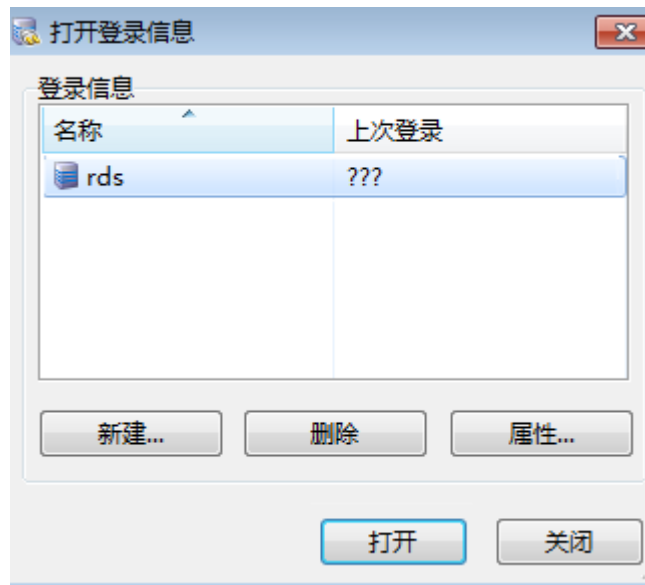 打开登录信息
登录信息
名称 上次登录
rds ???
新建... 删除 属性...
打开 关闭